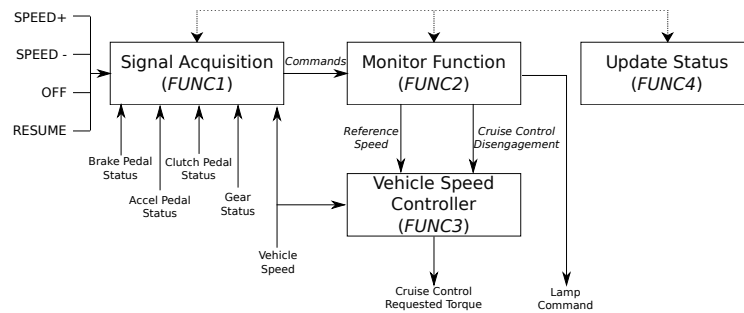 SPEED+
SPEED -
OFF
RESUME
Signal Acquisition
(FUNC1)
Commands
Monitor Function
(FUNC2)
Update Status
(FUNC4)
Brake Pedal
Status
Accel Pedal
Status
Clutch Pedal
Status
Gear
Status
Vehicle
Speed
Reference
Speed
Cruise Control
Disengagement
Vehicle Speed
Controller
(FUNC3)
Cruise Control
Requested Torque
Lamp
Command